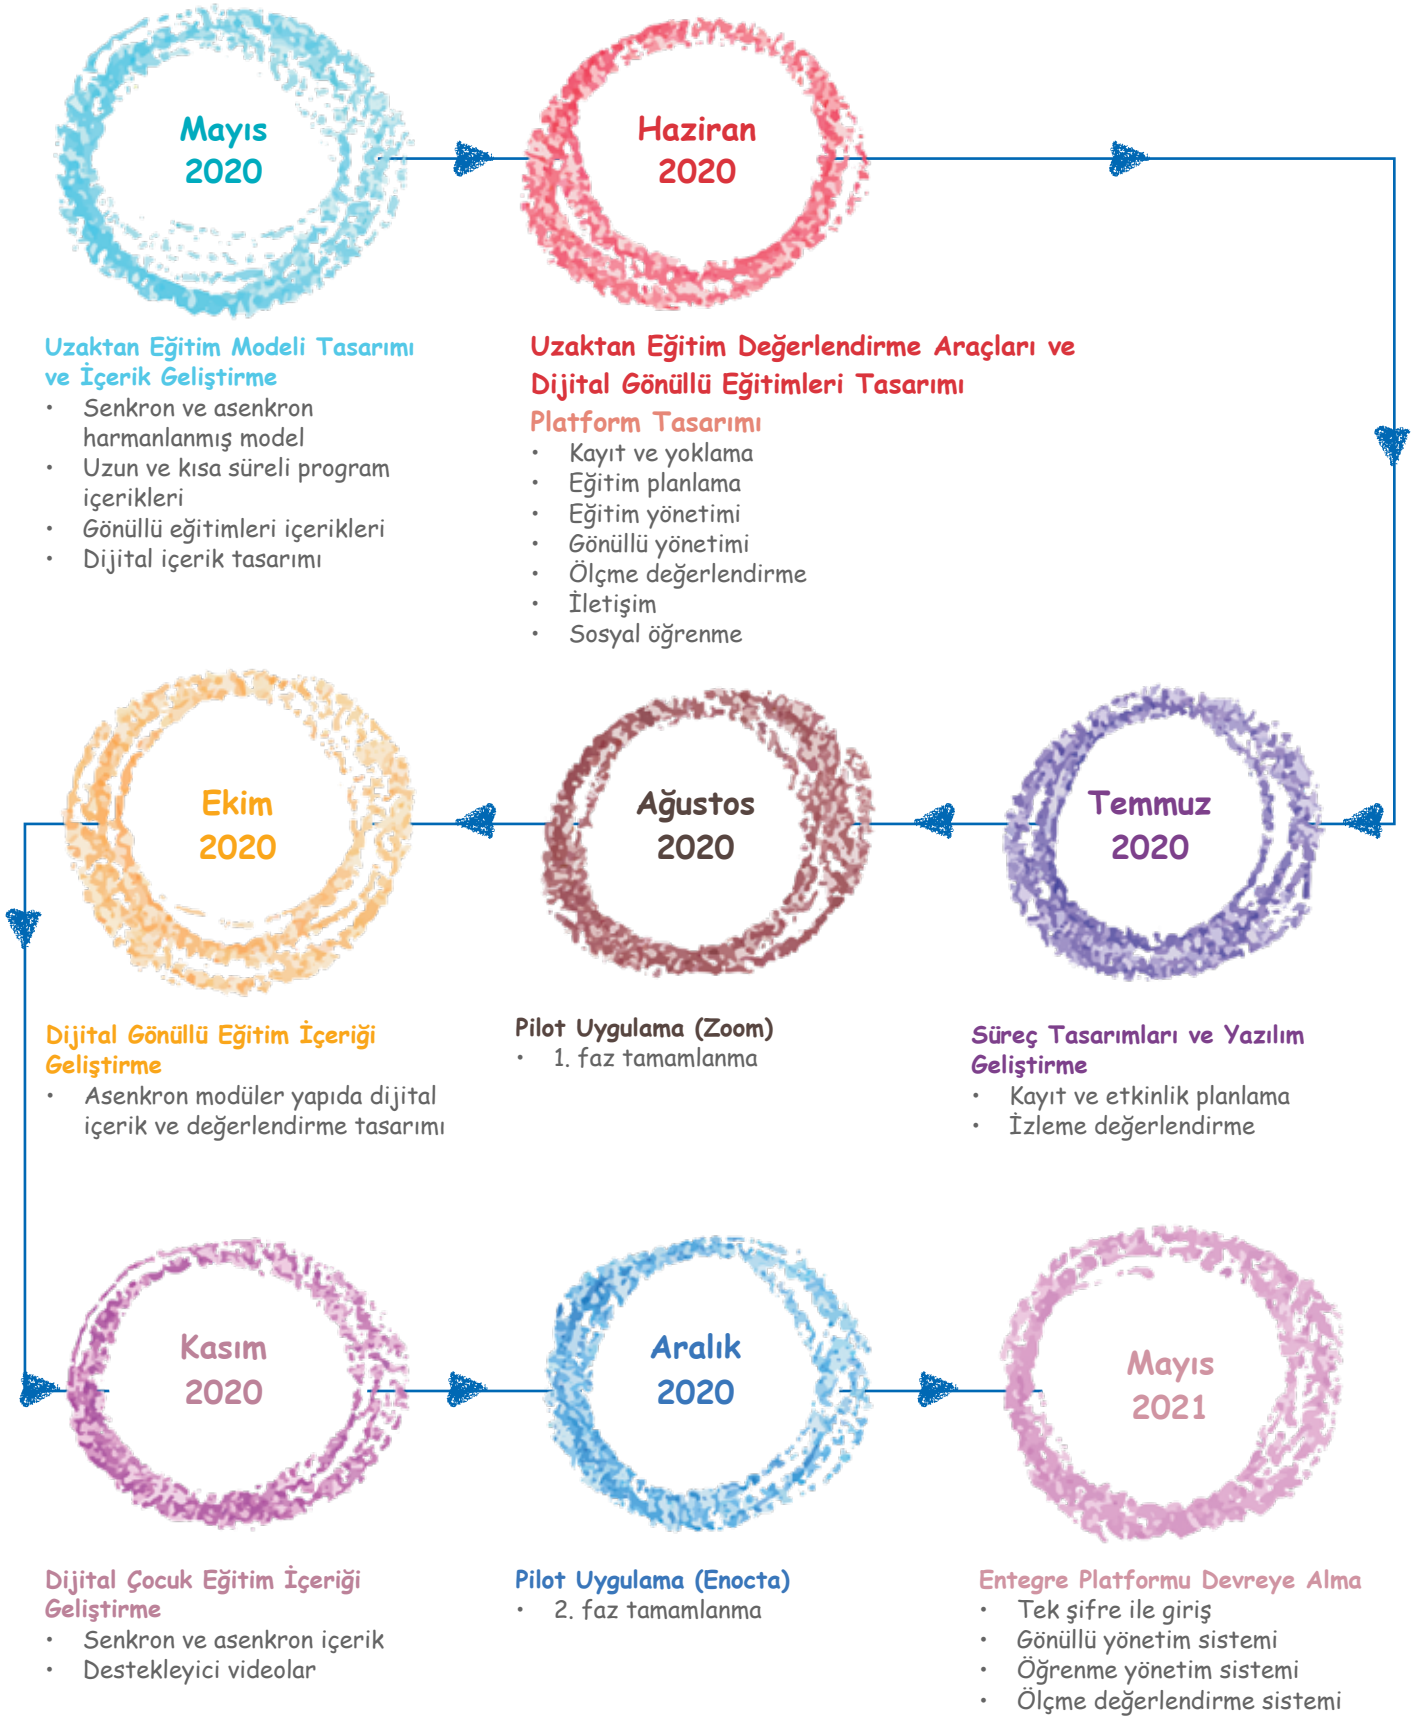 Mayıs
2020
Uzaktan Eğitim Modeli Tasarımı
ve İçerik Geliştirme
• Senkron ve asenkron
harmanlanmış model
• Uzun ve kısa süreli program
içerikleri
• Gönüllü eğitimleri içerikleri
• Dijital içerik tasarımı
Haziran
2020
Uzaktan Eğitim Değerlendirme Araçları ve
Dijital Gönüllü Eğitimleri Tasarımı
Platform Tasarımı
• Kayıt ve yoklama
• Eğitim planlama
• Eğitim yönetimi
• Gönüllü yönetimi
• Ölçme değerlendirme
• İletişim
• Sosyal öğrenme
Temmuz
2020
Süreç Tasarımları ve Yazılım
Geliştirme
• Kayıt ve etkinlik planlama
• İzleme değerlendirme
Ağustos
2020
Pilot Uygulama (Zoom)
• 1. faz tamamlanma
Ekim
2020
Dijital Gönüllü Eğitim İçeriği
Geliştirme
• Asenkron modüler yapıda dijital
içerik ve değerlendirme tasarımı
Kasım
2020
Dijital Çocuk Eğitim İçeriği
Geliştirme
• Senkron ve asenkron içerik
• Destekleyici videolar
Aralık
2020
Pilot Uygulama (Enocta)
• 2. faz tamamlanma
Mayıs
2021
Entegre Platformu Devreye Alma
• Tek şifre ile giriş
• Gönüllü yönetim sistemi
• Öğrenme yönetim sistemi
• Ölçme değerlendirme sistemi